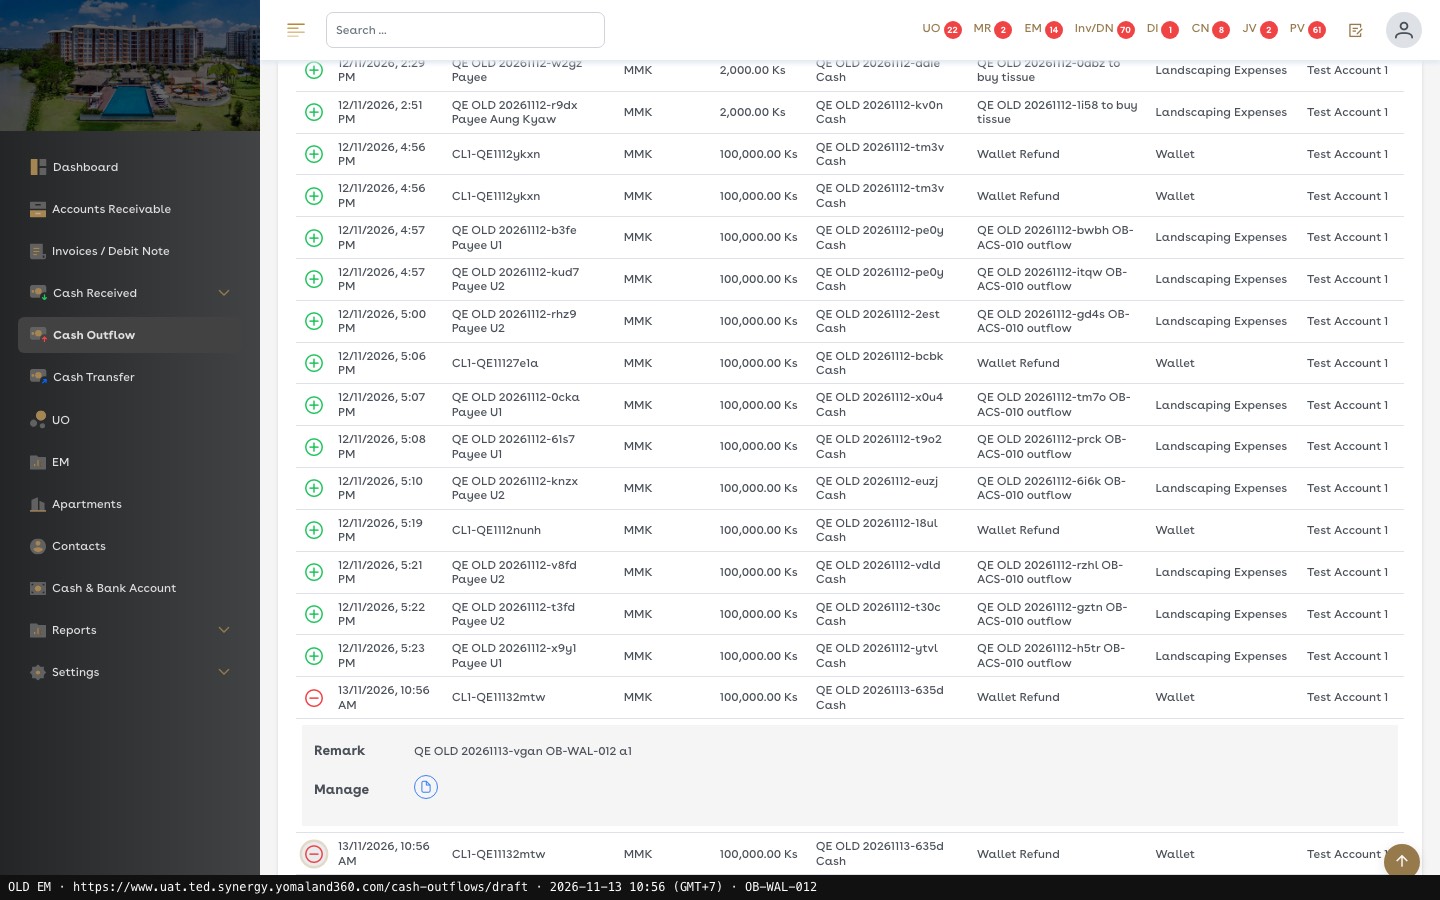 Search ...
UO 22 MR 2 EM 14 Inv/DN 70 DI 1 CN 8 JV 2 PV 61
Dashboard
Accounts Receivable
Invoices / Debit Note
Cash Received
Cash Outflow
Cash Transfer
UO
EM
Apartments
Contacts
Cash & Bank Account
Reports
Settings
12/11/2026, 2:29 PM QE OLD 20261112-w2gz Payee MMK 2,000.00 Ks Cash buy tissue Landscaping Expenses Test Account 1
12/11/2026, 2:51 PM QE OLD 20261112-r9dx Payee Aung Kyaw MMK 2,000.00 Ks QE OLD 20261112-kv0n Cash QE OLD 20261112-1i58 to buy tissue Landscaping Expenses Test Account 1
12/11/2026, 4:56 PM CL1-QE1112ykxn MMK 100,000.00 Ks QE OLD 20261112-tm3v Cash Wallet Refund Wallet Test Account 1
12/11/2026, 4:56 PM CL1-QE1112ykxn MMK 100,000.00 Ks QE OLD 20261112-tm3v Cash Wallet Refund Wallet Test Account 1
12/11/2026, 4:57 PM QE OLD 20261112-b3fe Payee U1 MMK 100,000.00 Ks QE OLD 20261112-pe0y Cash QE OLD 20261112-bwbh OB-ACS-010 outflow Landscaping Expenses Test Account 1
12/11/2026, 4:57 PM QE OLD 20261112-kud7 Payee U2 MMK 100,000.00 Ks QE OLD 20261112-pe0y Cash QE OLD 20261112-itqw OB-ACS-010 outflow Landscaping Expenses Test Account 1
12/11/2026, 5:00 PM QE OLD 20261112-rhz9 Payee U2 MMK 100,000.00 Ks QE OLD 20261112-2est Cash QE OLD 20261112-gd4s OB-ACS-010 outflow Landscaping Expenses Test Account 1
12/11/2026, 5:06 PM CL1-QE11127e1a MMK 100,000.00 Ks QE OLD 20261112-bcbk Cash Wallet Refund Wallet Test Account 1
12/11/2026, 5:07 PM QE OLD 20261112-0cka Payee U1 MMK 100,000.00 Ks QE OLD 20261112-x0u4 Cash QE OLD 20261112-tm7o OB-ACS-010 outflow Landscaping Expenses Test Account 1
12/11/2026, 5:08 PM QE OLD 20261112-61s7 Payee U1 MMK 100,000.00 Ks QE OLD 20261112-t9o2 Cash QE OLD 20261112-prck OB-ACS-010 outflow Landscaping Expenses Test Account 1
12/11/2026, 5:10 PM QE OLD 20261112-knzx Payee U2 MMK 100,000.00 Ks QE OLD 20261112-euzj Cash QE OLD 20261112-6i6k OB-ACS-010 outflow Landscaping Expenses Test Account 1
12/11/2026, 5:19 PM CL1-QE1112nunh MMK 100,000.00 Ks QE OLD 20261112-18ul Cash Wallet Refund Wallet Test Account 1
12/11/2026, 5:21 PM QE OLD 20261112-v8fd Payee U2 MMK 100,000.00 Ks QE OLD 20261112-vdld Cash QE OLD 20261112-rzhl OB-ACS-010 outflow Landscaping Expenses Test Account 1
12/11/2026, 5:22 PM QE OLD 20261112-t3fd Payee U2 MMK 100,000.00 Ks QE OLD 20261112-t30c Cash QE OLD 20261112-gztn OB-ACS-010 outflow Landscaping Expenses Test Account 1
12/11/2026, 5:23 PM QE OLD 20261112-x9y1 Payee U1 MMK 100,000.00 Ks QE OLD 20261112-ytvl Cash QE OLD 20261112-h5tr OB-ACS-010 outflow Landscaping Expenses Test Account 1
13/11/2026, 10:56 AM CL1-QE11132mtw MMK 100,000.00 Ks QE OLD 20261113-635d Cash Wallet Refund Wallet Test Account 1
Remark QE OLD 20261113-vgan OB-WAL-012 a1
Manage
13/11/2026, 10:56 AM CL1-QE11132mtw MMK 100,000.00 Ks QE OLD 20261113-635d Cash Wallet Refund Wallet Test Account
OLD EM · https://www.uat.ted.synergy.yomaland360.com/cash-outflows/draft · 2026-11-13 10:56 (GMT+7) · OB-WAL-012